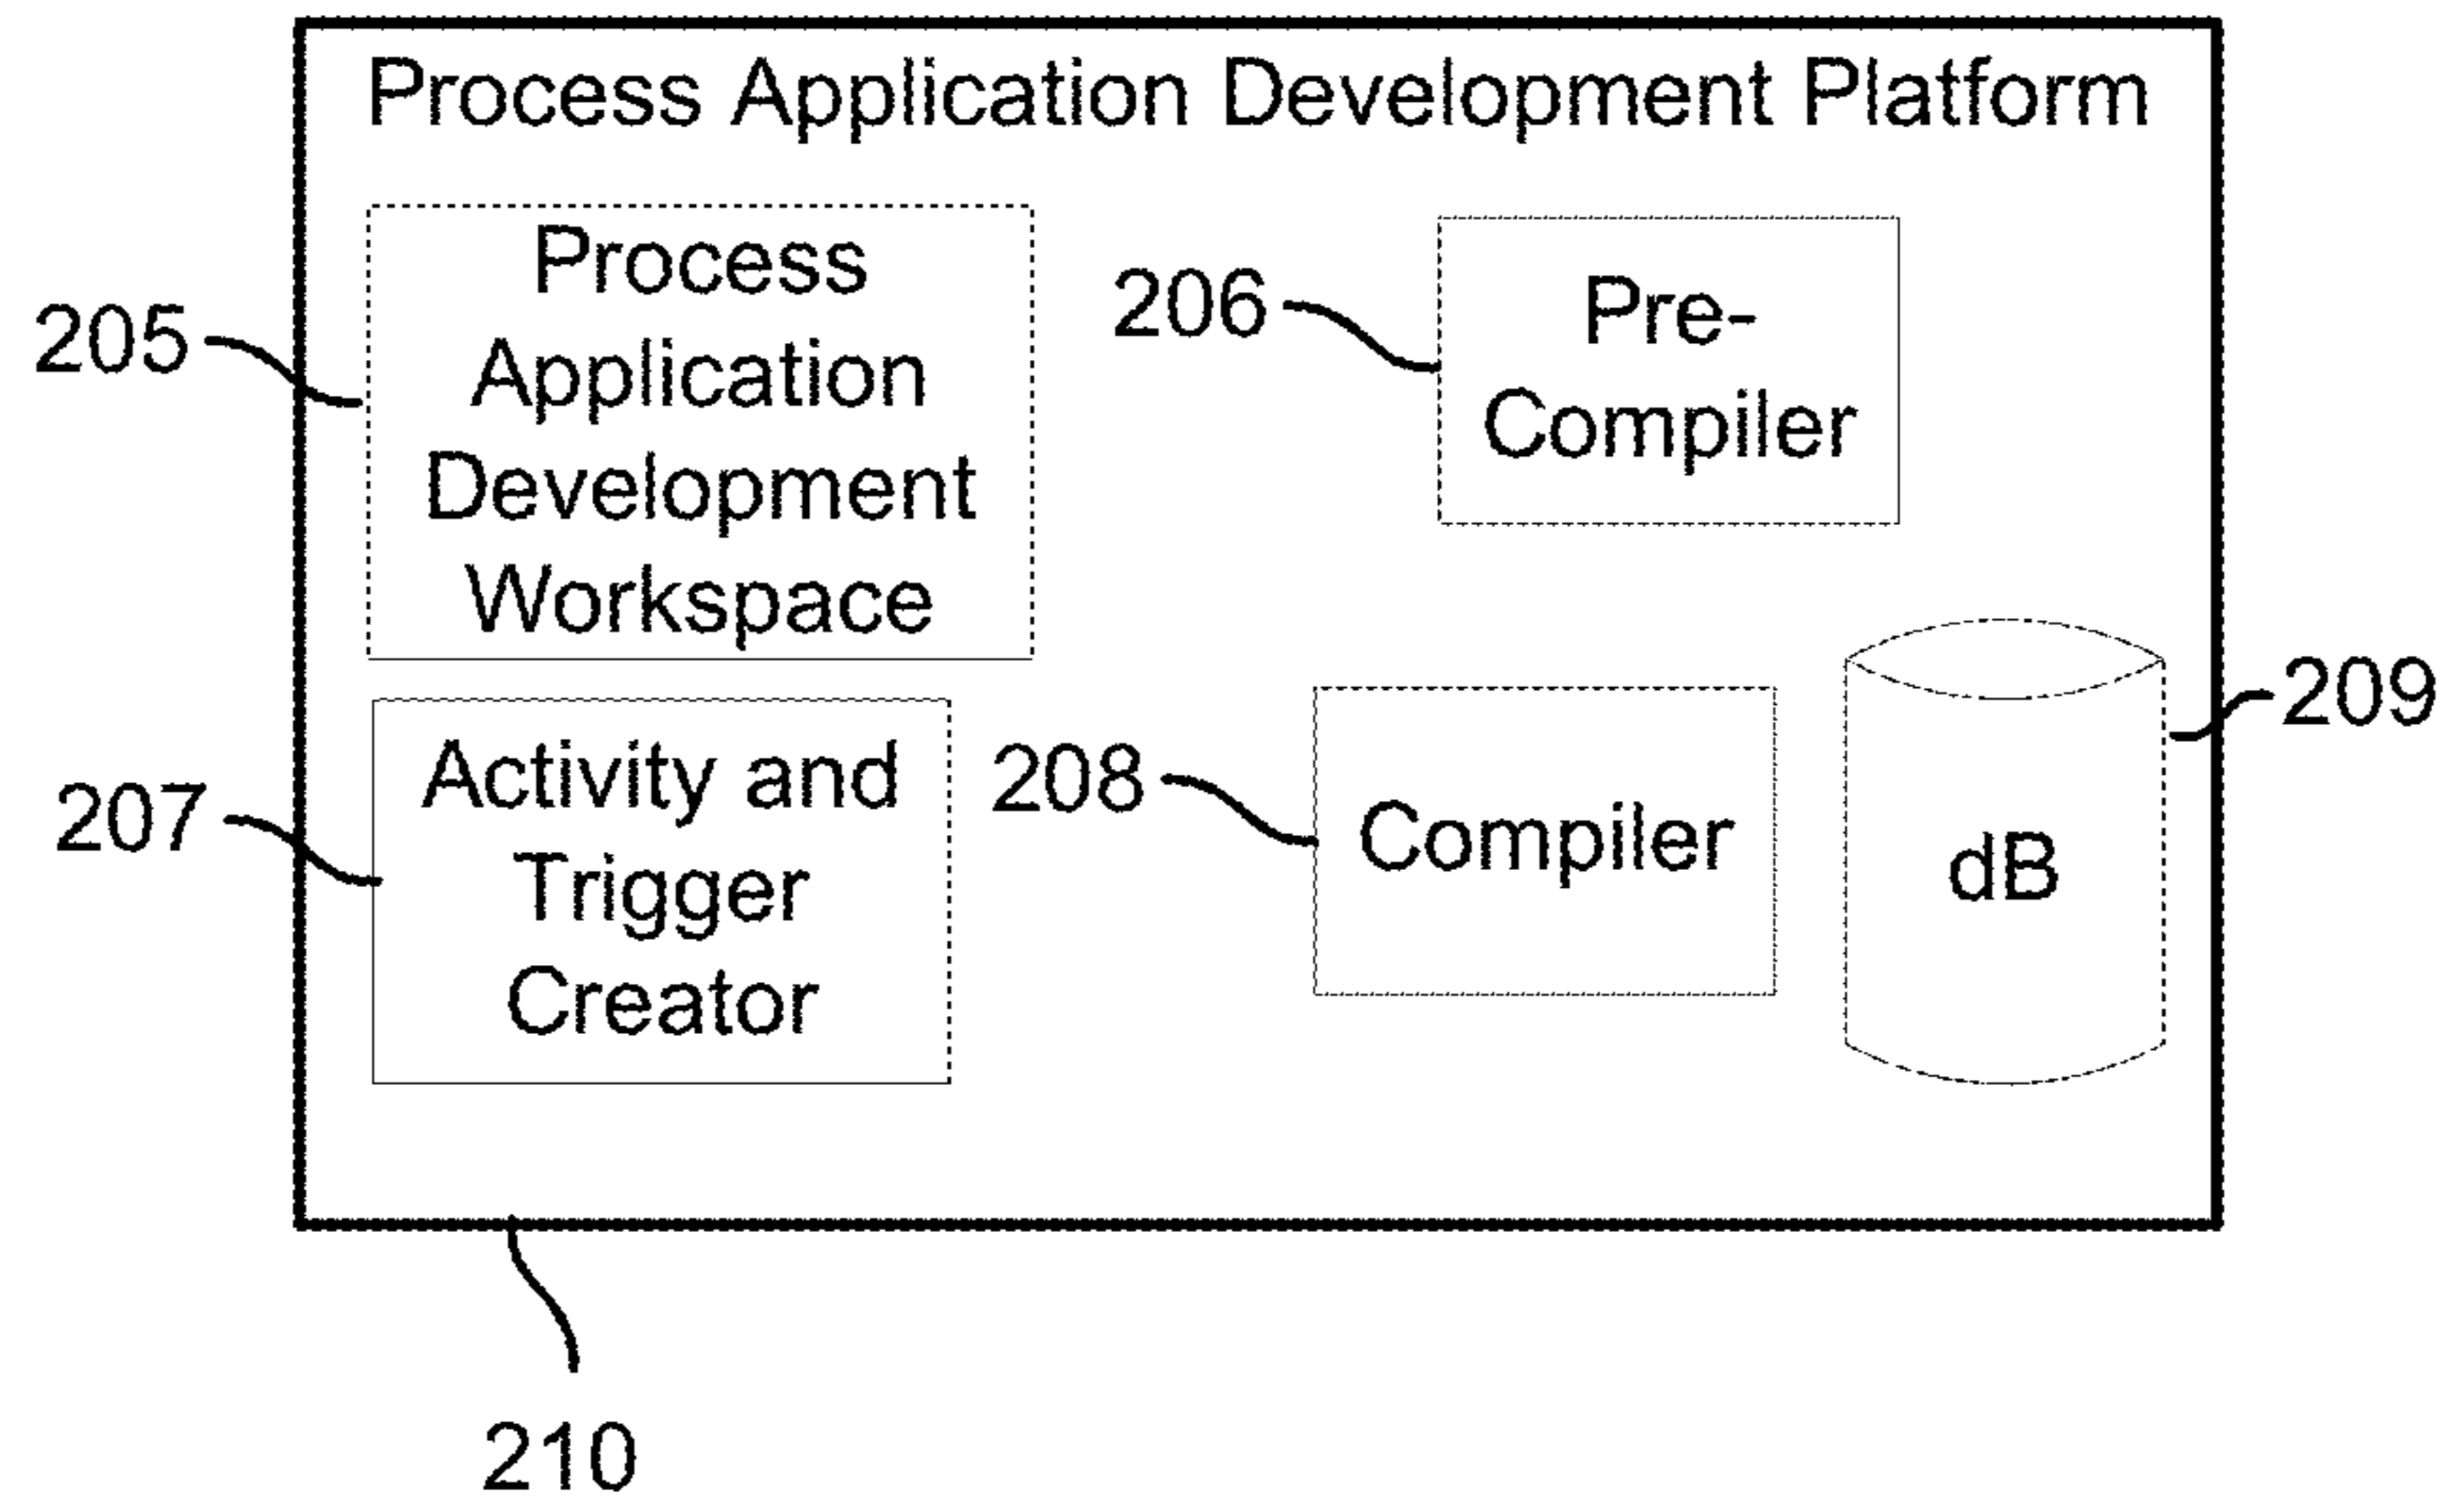 Process Application Development Platform
205
Process
Application
Development
Workspace
206
Pre-
Compiler
207
Activity and
Trigger
Creator
208
Compiler
dB
209
210